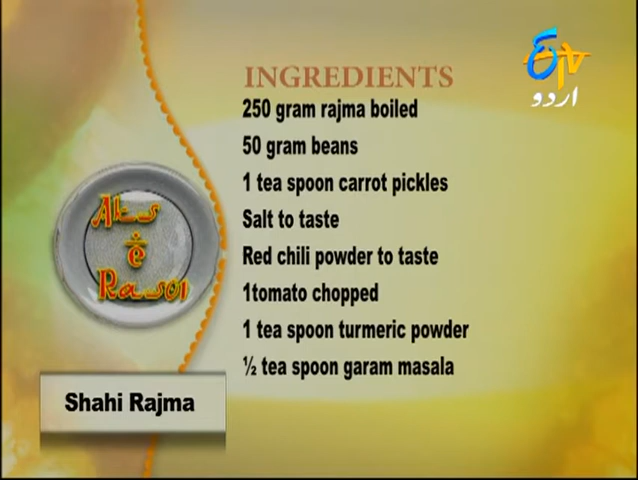 INGREDIENTS
250 gram rajma boiled
50 gram beans
1 tea spoon carrot pickles
Salt to taste
Red chili powder to taste
1tomato chopped
1 tea spoon turmeric powder
½ tea spoon garam masala
ETV
اردو
Aks
e
Rasoi
Shahi Rajma